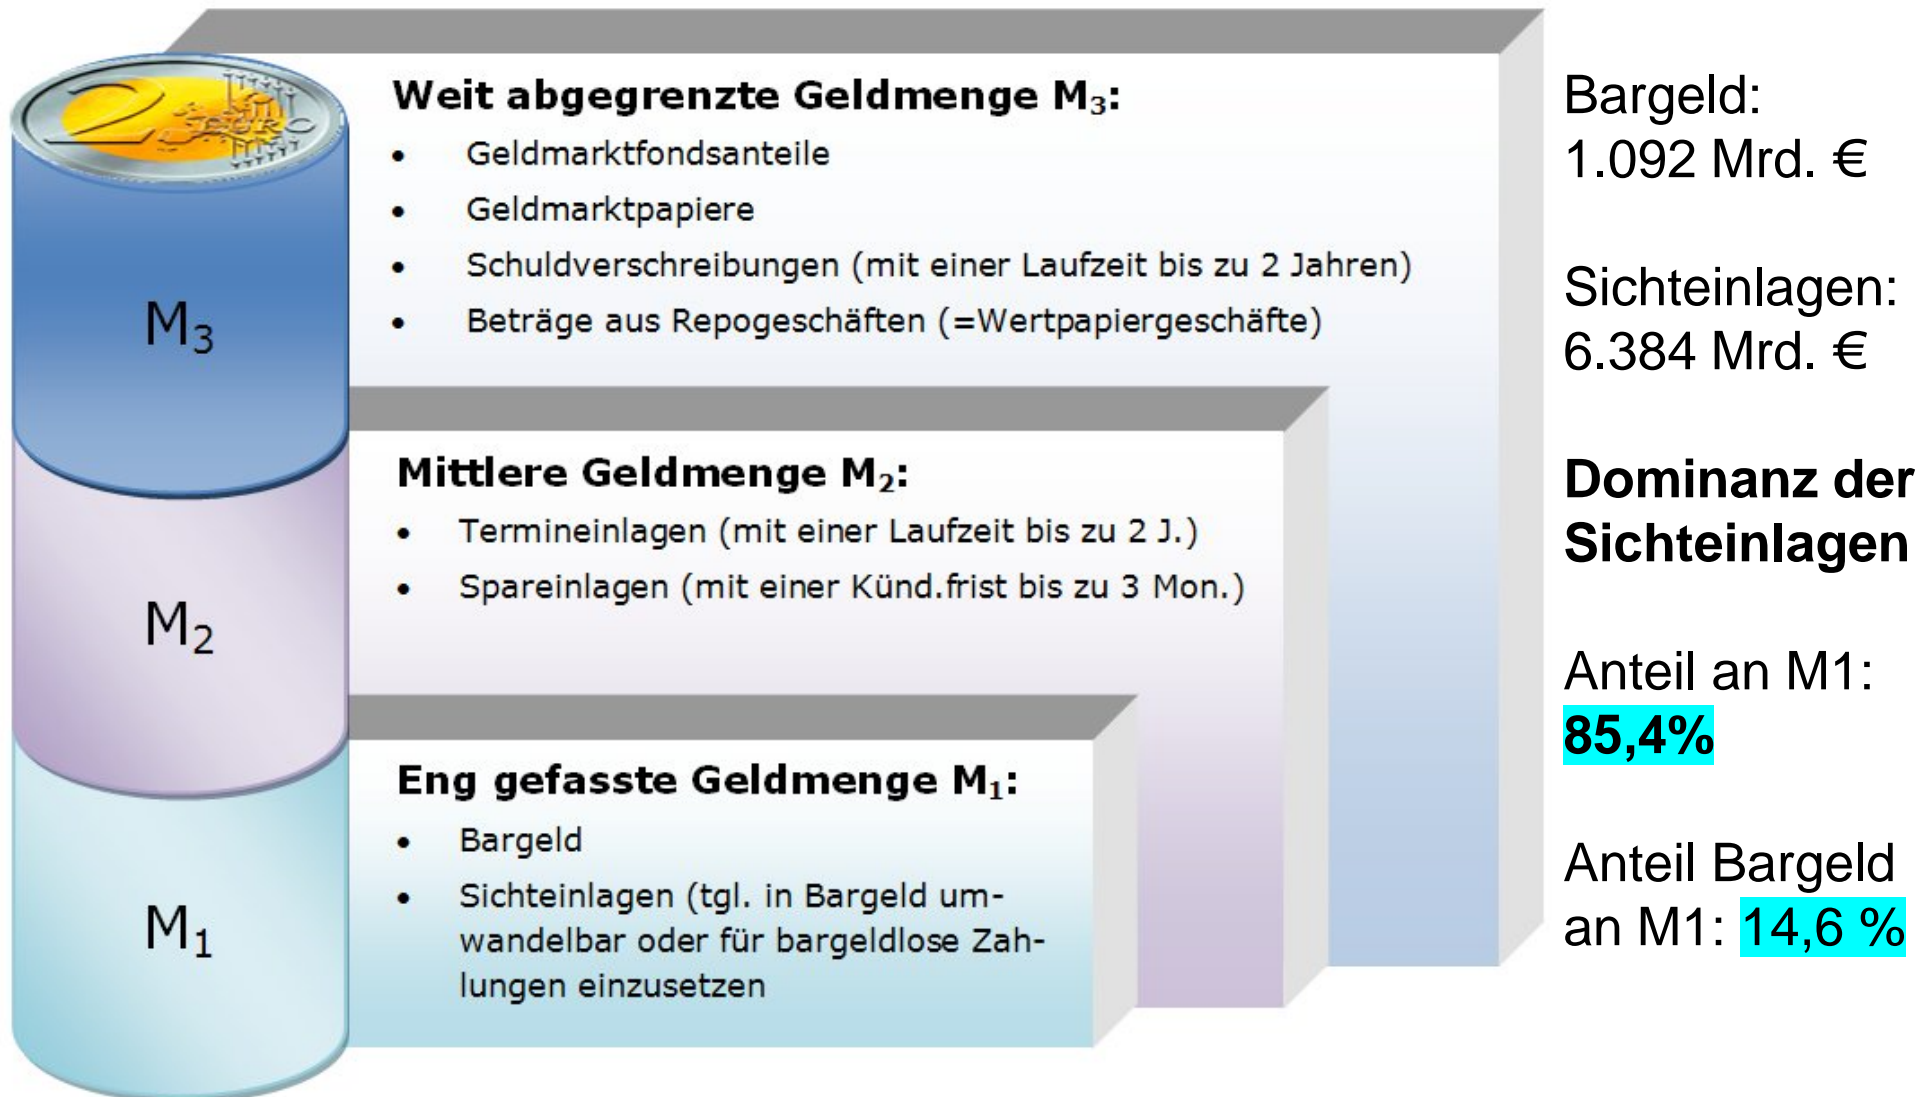 Weit abgegrenzte Geldmenge M₃:
• Geldmarktfondsanteile
• Geldmarktpapiere
• Schuldverschreibungen (mit einer Laufzeit bis zu 2 Jahren)
• Beträge aus Repogeschäften (=Wertpapiergeschäfte)
M₃
Mittlere Geldmenge M₂:
• Termineinlagen (mit einer Laufzeit bis zu 2 J.)
• Spareinlagen (mit einer Künd.frist bis zu 3 Mon.)
M₂
Eng gefasste Geldmenge M₁:
• Bargeld
• Sichteinlagen (tgl. in Bargeld um-
wandelbar oder für bargeldlose Zah-
lungen einzusetzen
M₁
2 EURO
Bargeld:
1.092 Mrd. €
Sichteinlagen:
6.384 Mrd. €
Dominanz der
Sichteinlagen
Anteil an M1:
85,4%
Anteil Bargeld
an M1: 14,6 %